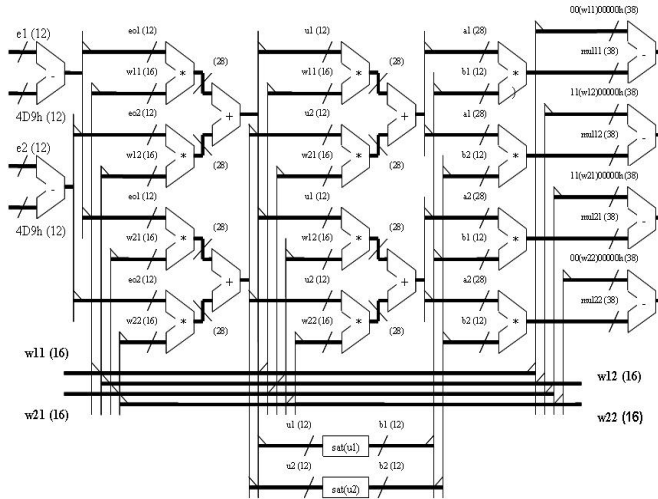 00(w11)00000h (38)
e1 (12)
eo1 (12)
u1 (12)
a1 (28)
-
w11 (16)
*
(28)
w11 (16)
*
(28)
b1 (12)
*
mul11 (38)
-
4D9h (12)
+
+
)
eo2 (12)
u2 (12)
a1 (28)
11(w12)00000h (38)
e2 (12)
w12 (16)
*
(28)
w21 (16)
*
(28)
b2 (12)
*
mul12 (38)
-
-
4D9h (12)
eo1 (12)
u1 (12)
a2 (28)
11(w21)00000h (38)
w21 (16)
*
(28)
w12 (16)
*
(28)
b1 (12)
*
mul21 (38)
-
+
+
eo2 (12)
u2 (12)
a2 (28)
00(w22)00000h (38)
w22 (16)
*
(28)
w22 (16)
*
(28)
b2 (12)
*
mul22 (38)
-
w11 (16)
w12 (16)
w21 (16)
w22 (16)
u1 (12)
sat(u1)
b1 (12)
u2 (12)
sat(u2)
b2 (12)